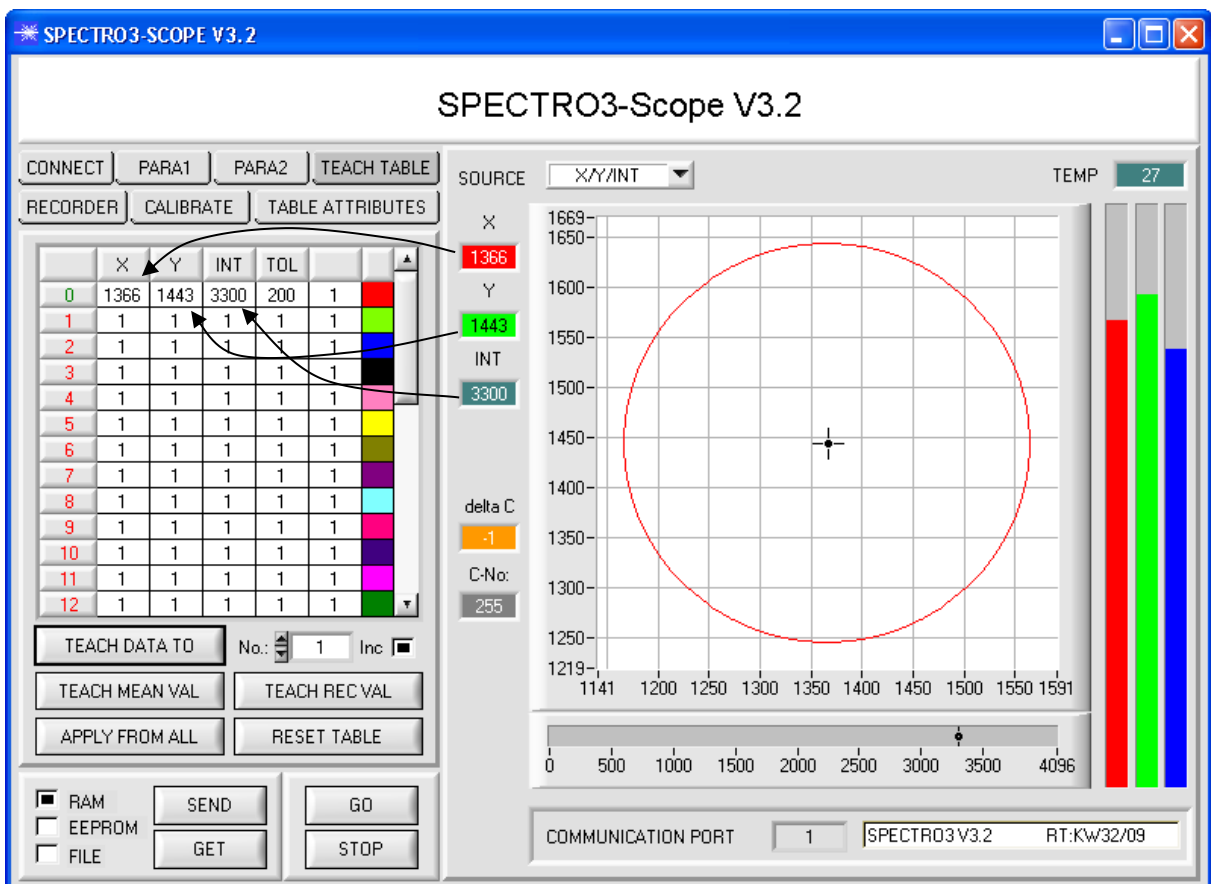 SPECTRO3-SCOPE V3.2
SPECTRO3-Scope V3.2
CONNECT PARA1 PARA2 TEACH TABLE
RECORDER CALIBRATE TABLE ATTRIBUTES
X Y INT TOL
0 1366 1443 3300 200 1
1 1 1 1 1 1
2 1 1 1 1 1
3 1 1 1 1 1
4 1 1 1 1 1
5 1 1 1 1 1
6 1 1 1 1 1
7 1 1 1 1 1
8 1 1 1 1 1
9 1 1 1 1 1
10 1 1 1 1 1
11 1 1 1 1 1
12 1 1 1 1 1
TEACH DATA TO No.: 1 Inc
TEACH MEAN VAL TEACH REC VAL
APPLY FROM ALL RESET TABLE
RAM
EEPROM
FILE
SEND
GET
GO
STOP
SOURCE X/Y/INT
TEMP 27
X
1366
Y
1443
INT
3300
delta C
-1
C-No:
255
1669
1650
1600
1550
1500
1450
1400
1350
1300
1250
1219
1141 1200 1250 1300 1350 1400 1450 1500 1550 1591
0 500 1000 1500 2000 2500 3000 3500 4096
COMMUNICATION PORT 1 SPECTRO3 V3.2 RT:KW32/09